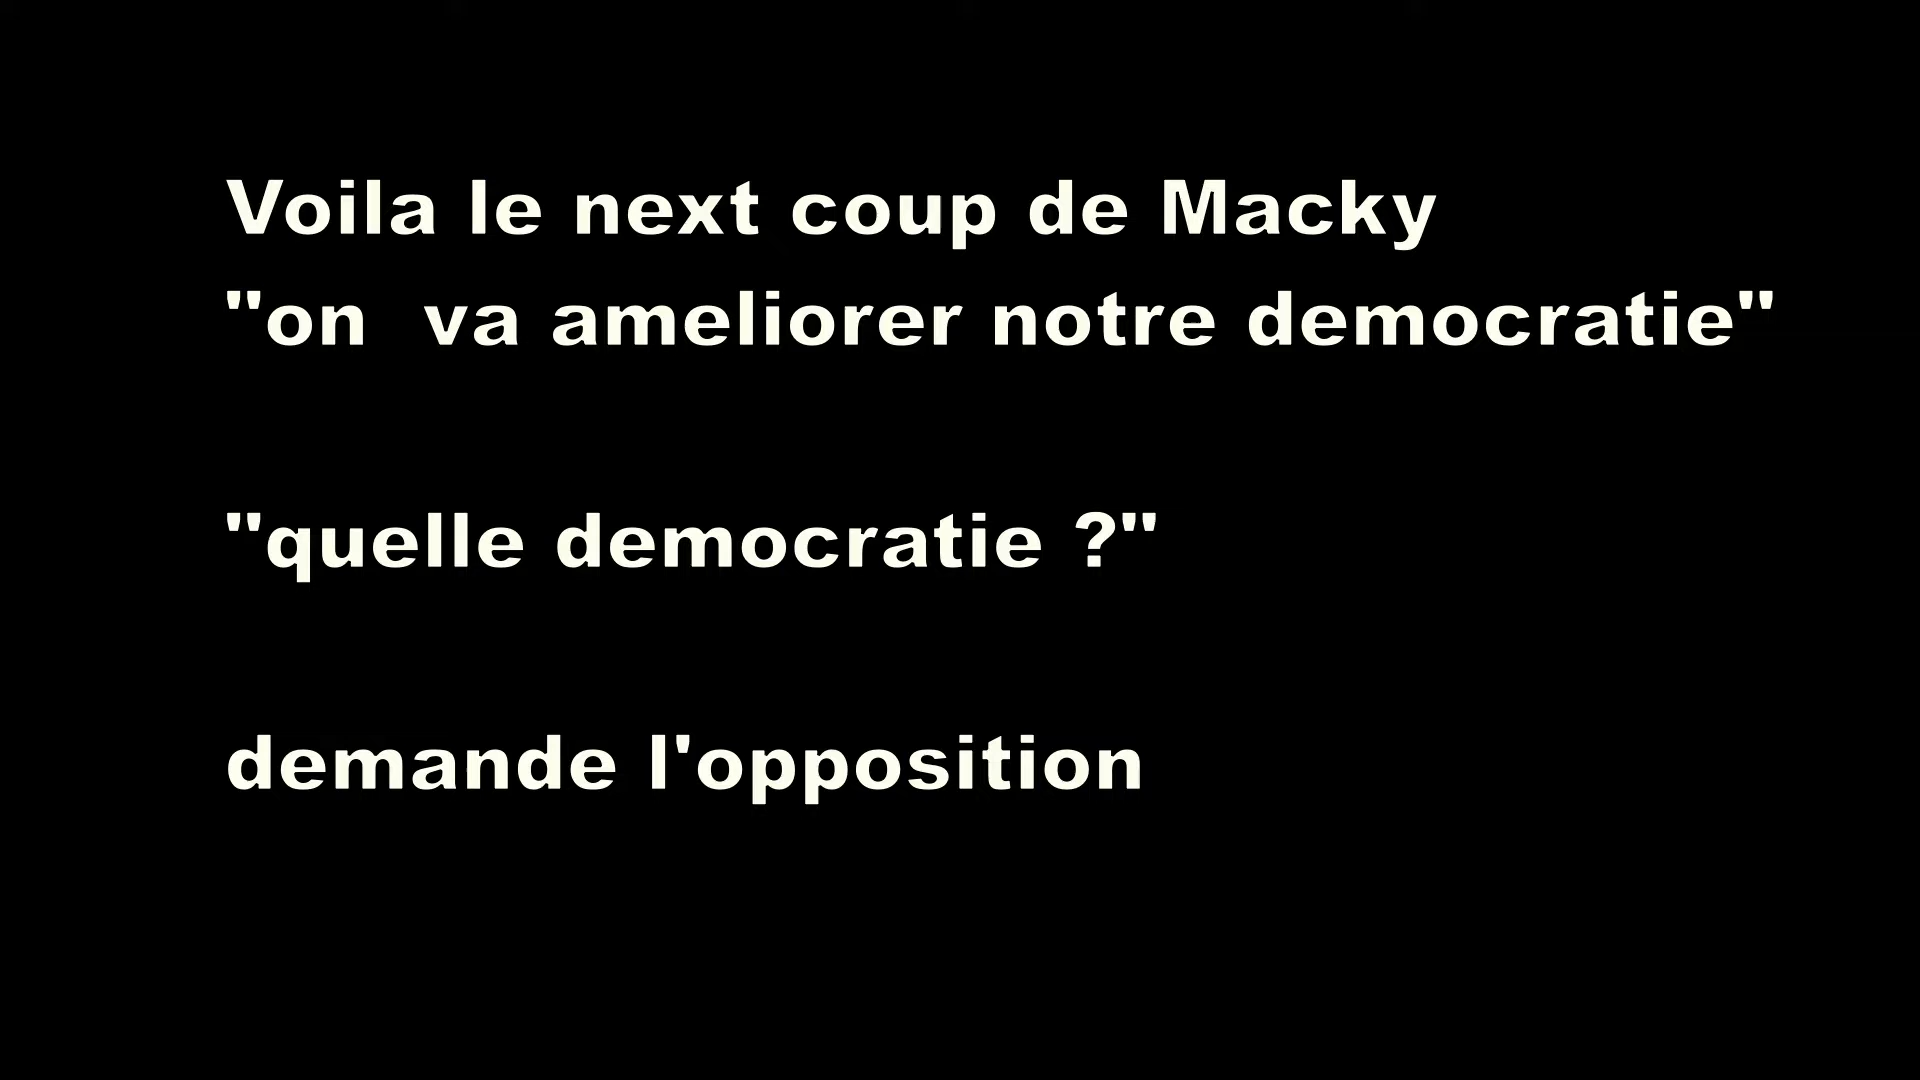 Voila le next coup de Macky
"on  va ameliorer notre democratie"
"quelle democratie ?"
demande l'opposition